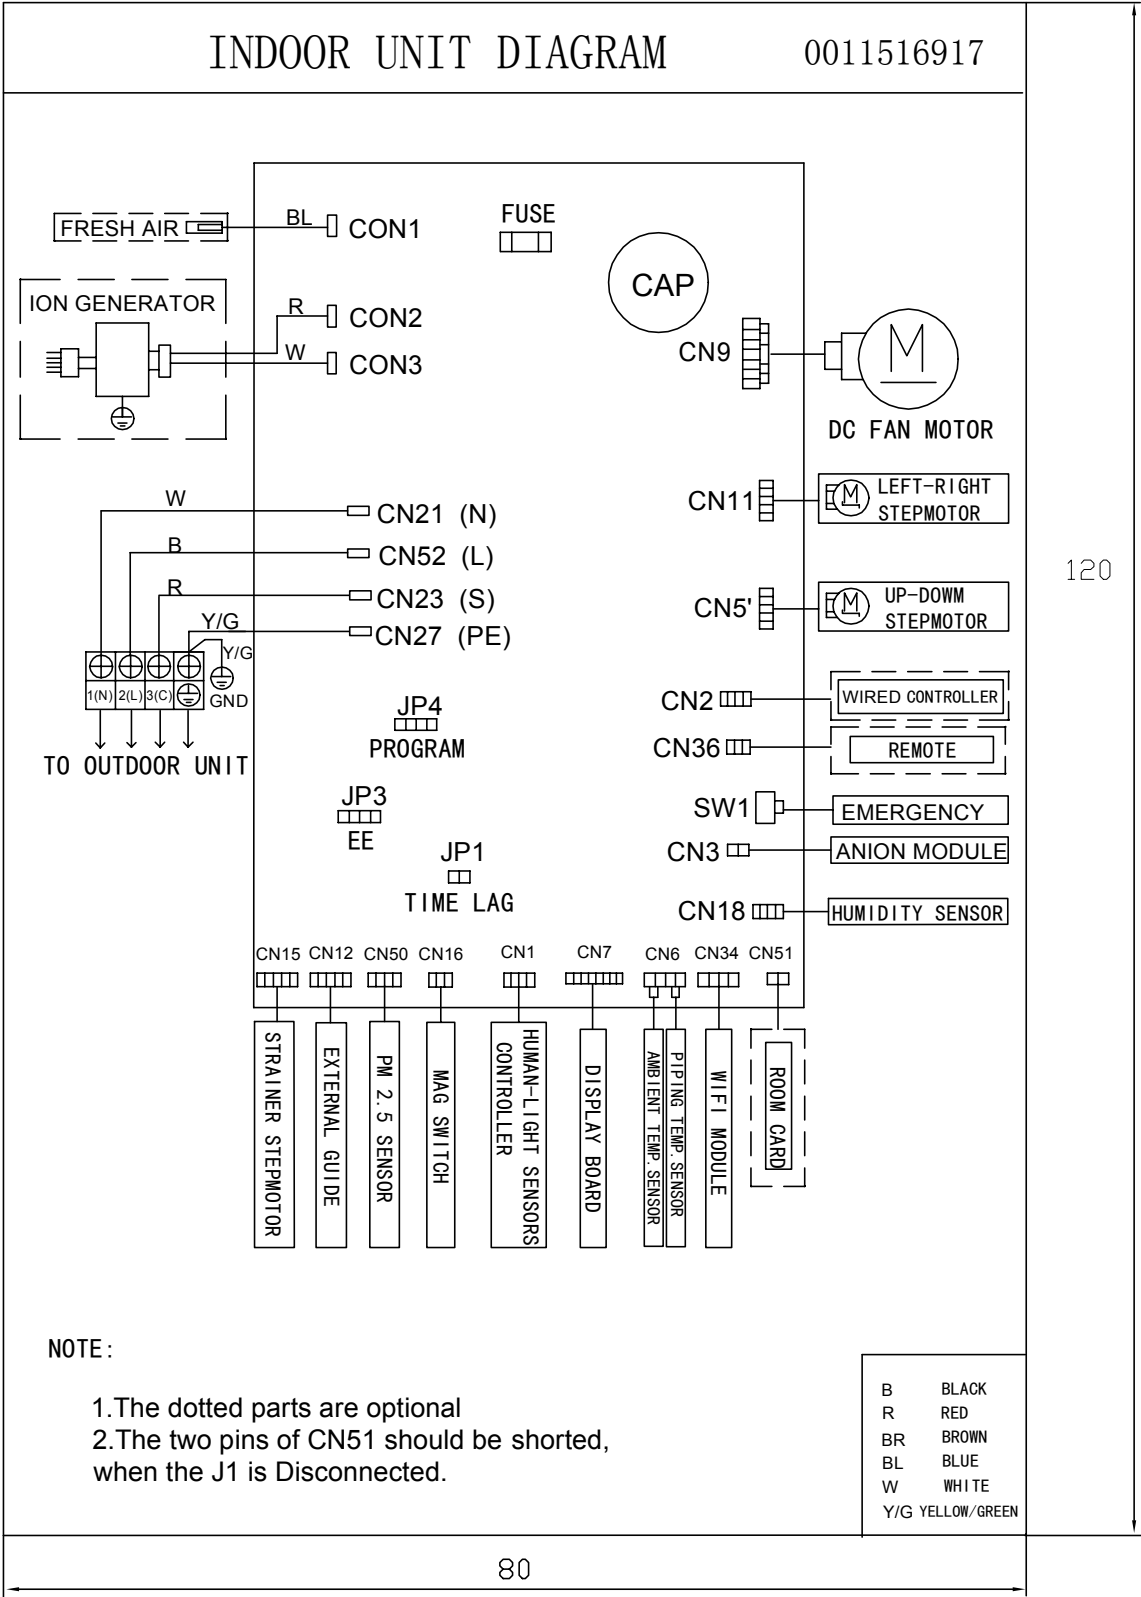 INDOOR UNIT DIAGRAM 0011516917
FRESH AIR
BL
CON1
FUSE
CAP
ION GENERATOR
R
CON2
W
CON3
CN9
M
DC FAN MOTOR
W
CN21 (N)
B
CN52 (L)
R
CN23 (S)
Y/G
CN27 (PE)
Y/G
GND
1(N) 2(L) 3(C)
TO OUTDOOR UNIT
CN11
M
LEFT-RIGHT
STEPMOTOR
CN5'
M
UP-DOWM
STEPMOTOR
120
CN2
WIRED CONTROLLER
CN36
REMOTE
SW1
EMERGENCY
CN3
ANION MODULE
CN18
HUMIDITY SENSOR
JP4
PROGRAM
JP3
EE
JP1
TIME LAG
CN15 CN12 CN50 CN16 CN1 CN7 CN6 CN34 CN51
STRAINER STEPMOTOR
EXTERNAL GUIDE
PM 2.5 SENSOR
MAG SWITCH
HUMAN-LIGHT SENSORS
CONTROLLER
DISPLAY BOARD
AMBIENT TEMP.SENSOR
PIPING TEMP.SENSOR
WIFI MODULE
ROOM CARD
NOTE:
1.The dotted parts are optional
2.The two pins of CN51 should be shorted,
when the J1 is Disconnected.
B BLACK
R RED
BR BROWN
BL BLUE
W WHITE
Y/G YELLOW/GREEN
80